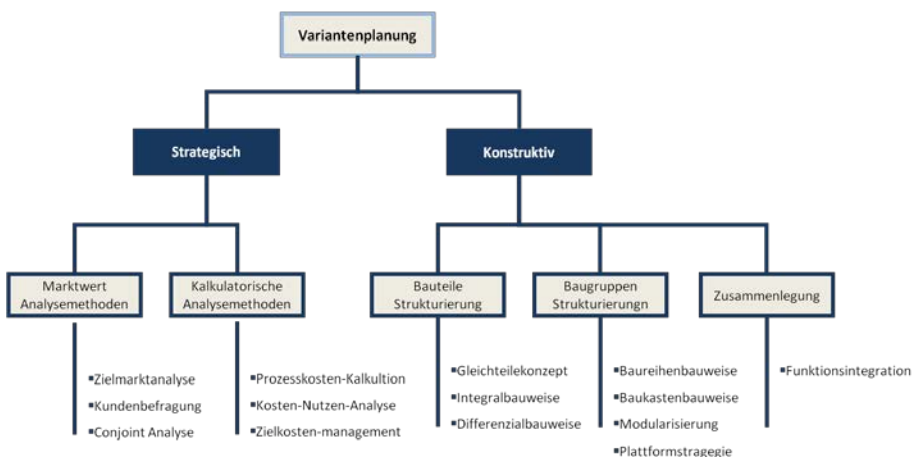 Variantenplanung
Strategisch
Konstruktiv
Marktwert
Analysemethoden
Kalkulatorische
Analysemethoden
Bauteile
Strukturierung
Baugruppen
Strukturierungn
Zusammenlegung
▪Zielmarktanalyse
▪Kundenbefragung
▪Conjoint Analyse
▪Prozesskosten-Kalkultion
▪Kosten-Nutzen-Analyse
▪Zielkosten-management
▪Gleichteilekonzept
▪Integralbauweise
▪Differenzialbauweise
▪Baureihenbauweise
▪Baukastenbauweise
▪Modularisierung
▪Plattformstragegie
▪Funktionsintegration